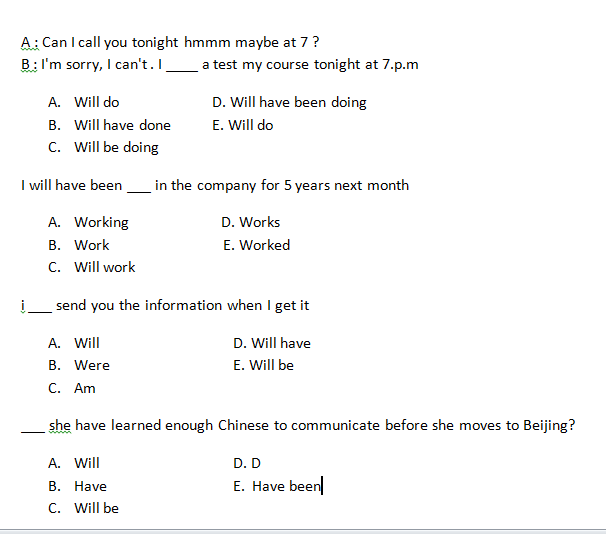 A : Can I call you tonight hmmm maybe at 7 ?
B : I'm sorry, I can't. I ____ a test my course tonight at 7.p.m
A. Will do D. Will have been doing
B. Will have done E. Will do
C. Will be doing
I will have been ___ in the company for 5 years next month
A. Working D. Works
B. Work E. Worked
C. Will work
i ___ send you the information when I get it
A. Will D. Will have
B. Were E. Will be
C. Am
___ she have learned enough Chinese to communicate before she moves to Beijing?
A. Will D. D
B. Have E. Have been
C. Will be